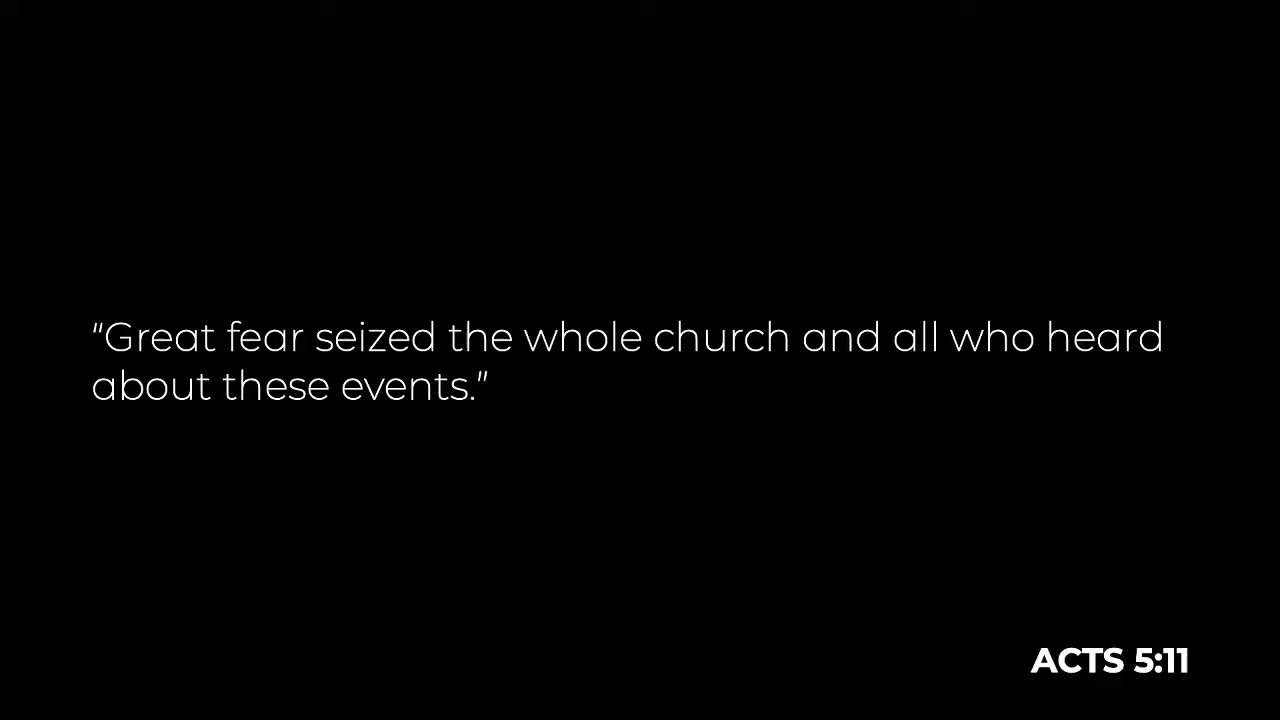 "Great fear seized the whole church and all who heard
about these events."
ACTS 5:11